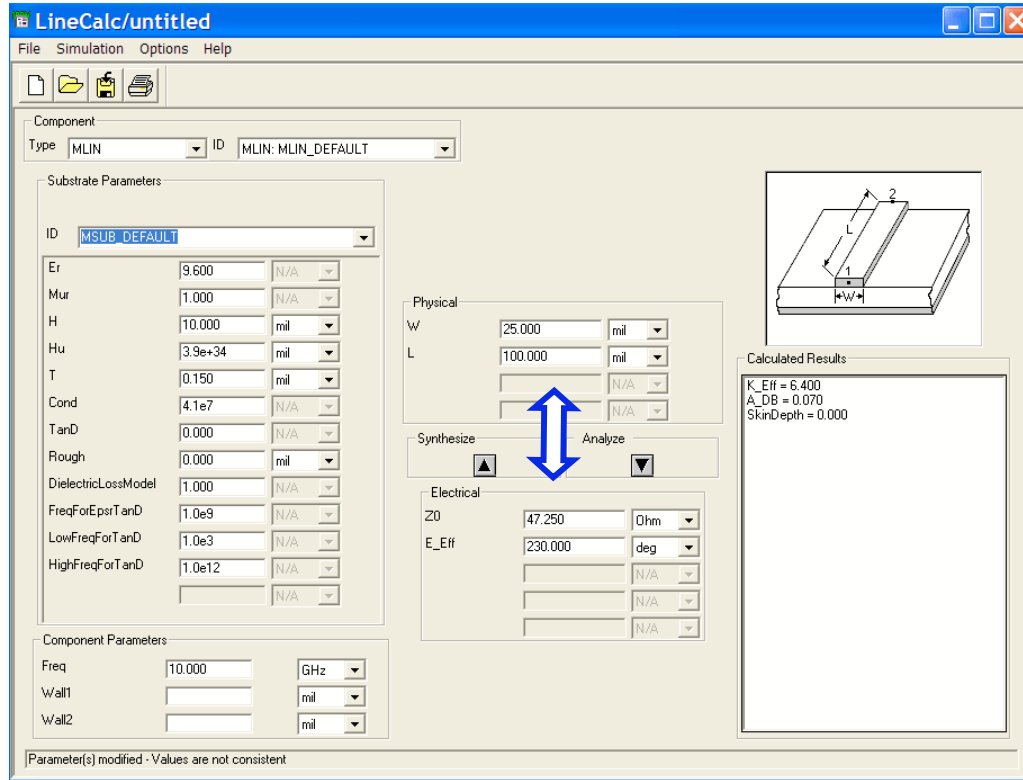 LineCalc/untitled
File Simulation Options Help
Component
Type MLIN ID MLIN: MLIN_DEFAULT
Substrate Parameters
ID MSUB_DEFAULT
Er 9.600 N/A
Mur 1.000 N/A
H 10.000 mil
Hu 3.9e+34 mil
T 0.150 mil
Cond 4.1e7 N/A
TanD 0.000 N/A
Rough 0.000 mil
DielectricLossModel 1.000 N/A
FreqForEpsrTanD 1.0e9 N/A
LowFreqForTanD 1.0e3 N/A
HighFreqForTanD 1.0e12 N/A
N/A
Component Parameters
Freq 10.000 GHz
Wall1 mil
Wall2 mil
Physical
W 25.000 mil
L 100.000 mil
N/A
N/A
Synthesize Analyze
Electrical
Z0 47.250 Ohm
E_Eff 230.000 deg
N/A
N/A
N/A
2
L
1
W
Calculated Results
K_Eff = 6.400
A_DB = 0.070
SkinDepth = 0.000
Parameter(s) modified - Values are not consistent